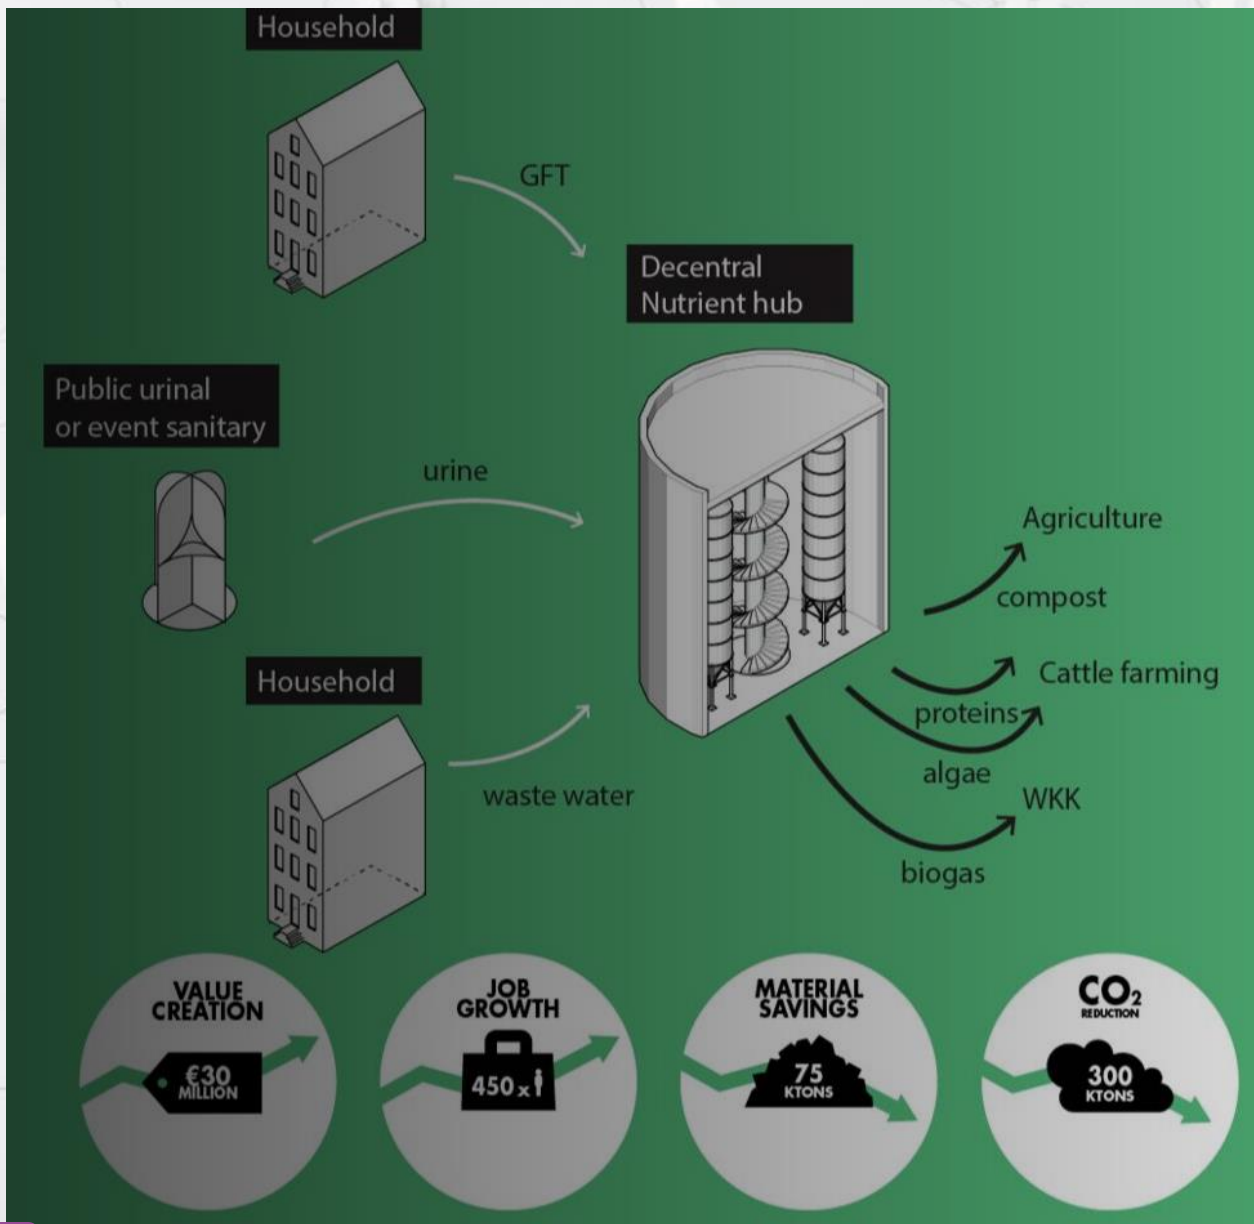 Household
GFT
Decentral
Nutrient hub
Public urinal
or event sanitary
urine
Agriculture
compost
Household
Cattle farming
proteins
waste water
algae
WKK
biogas
VALUE
CREATION
€30
MILLION
JOB
GROWTH
450 x
MATERIAL
SAVINGS
75
KTONS
CO₂
REDUCTION
300
KTONS